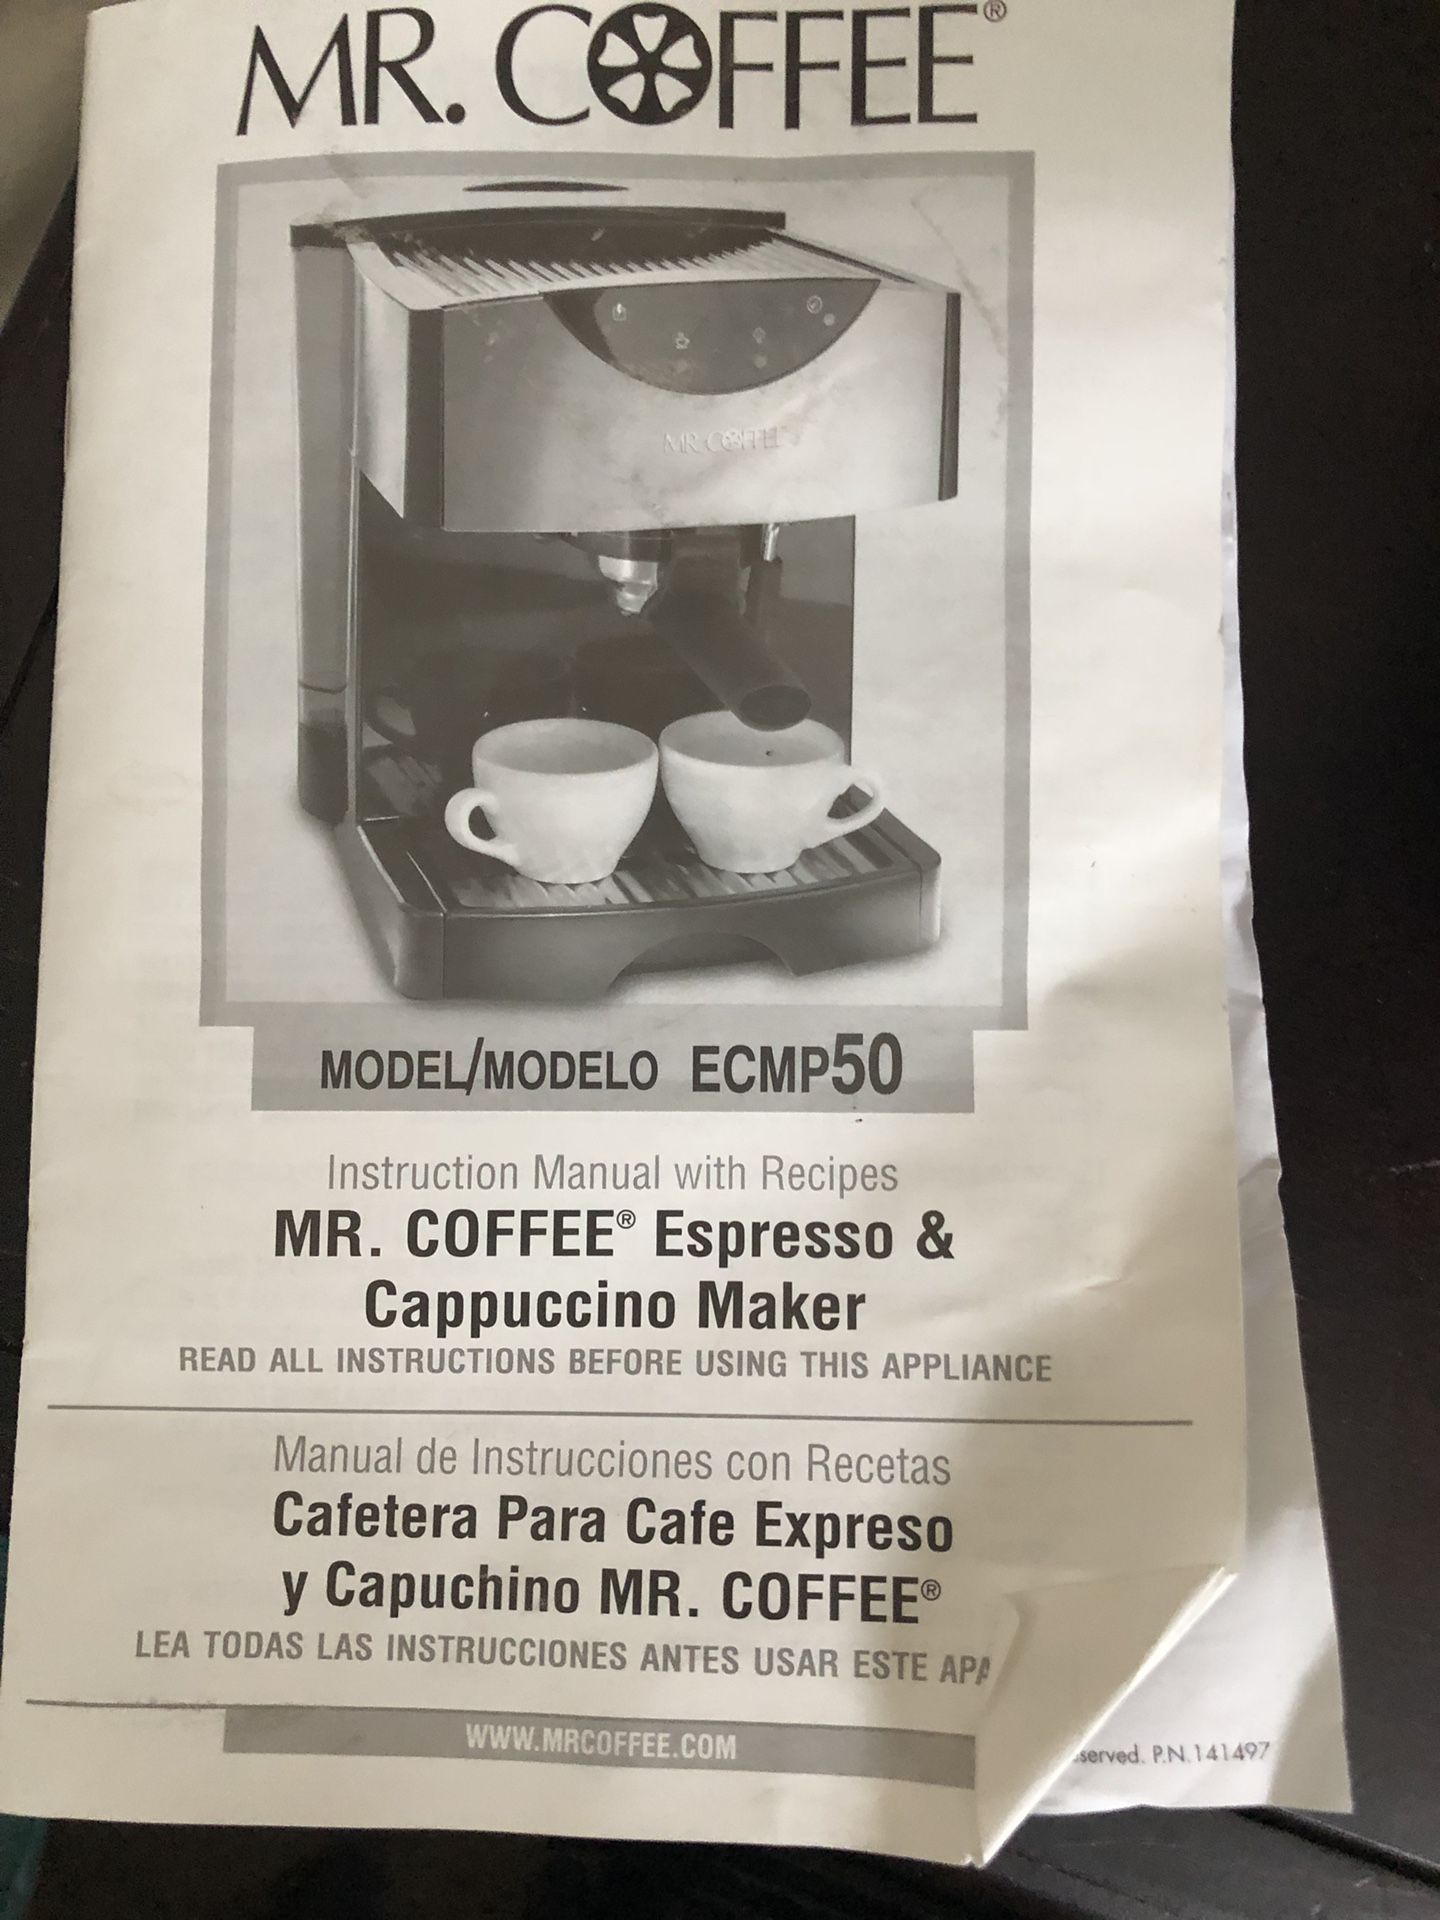 MR. COFFEE®
MR. COFFEE
MODEL/MODELO ECMP50
Instruction Manual with Recipes
MR. COFFEE® Espresso &
Cappuccino Maker
READ ALL INSTRUCTIONS BEFORE USING THIS APPLIANCE
Manual de Instrucciones con Recetas
Cafetera Para Cafe Expreso
y Capuchino MR. COFFEE®
LEA TODAS LAS INSTRUCCIONES ANTES USAR ESTE APA
WWW.MRCOFFEE.COM
served. P.N.141497